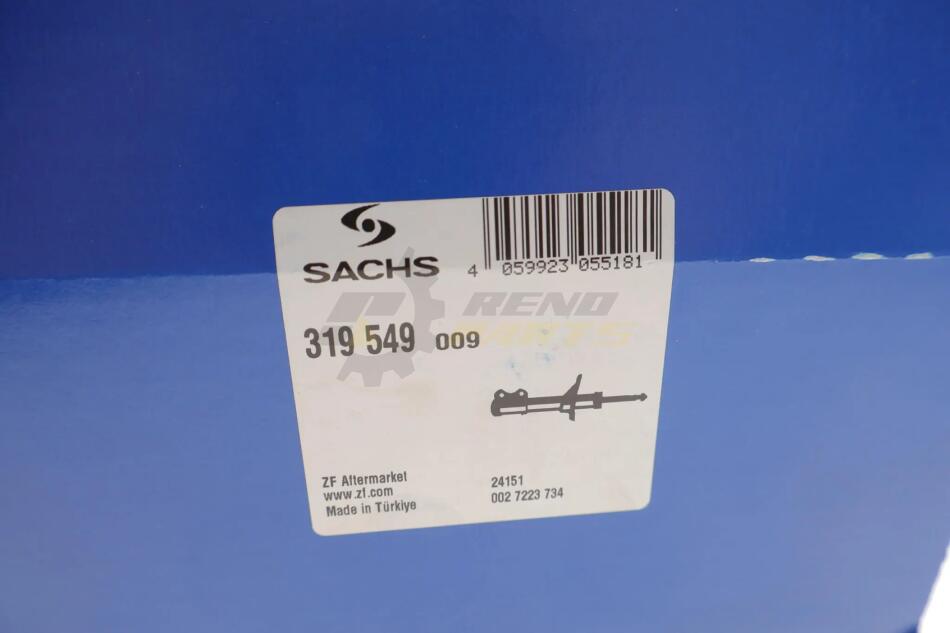 SACHS
4 059923 055181
RENO
PARTS
319 549 009
ZF Aftermarket
www.zf.com
Made in Türkiye
24151
002 7223 734